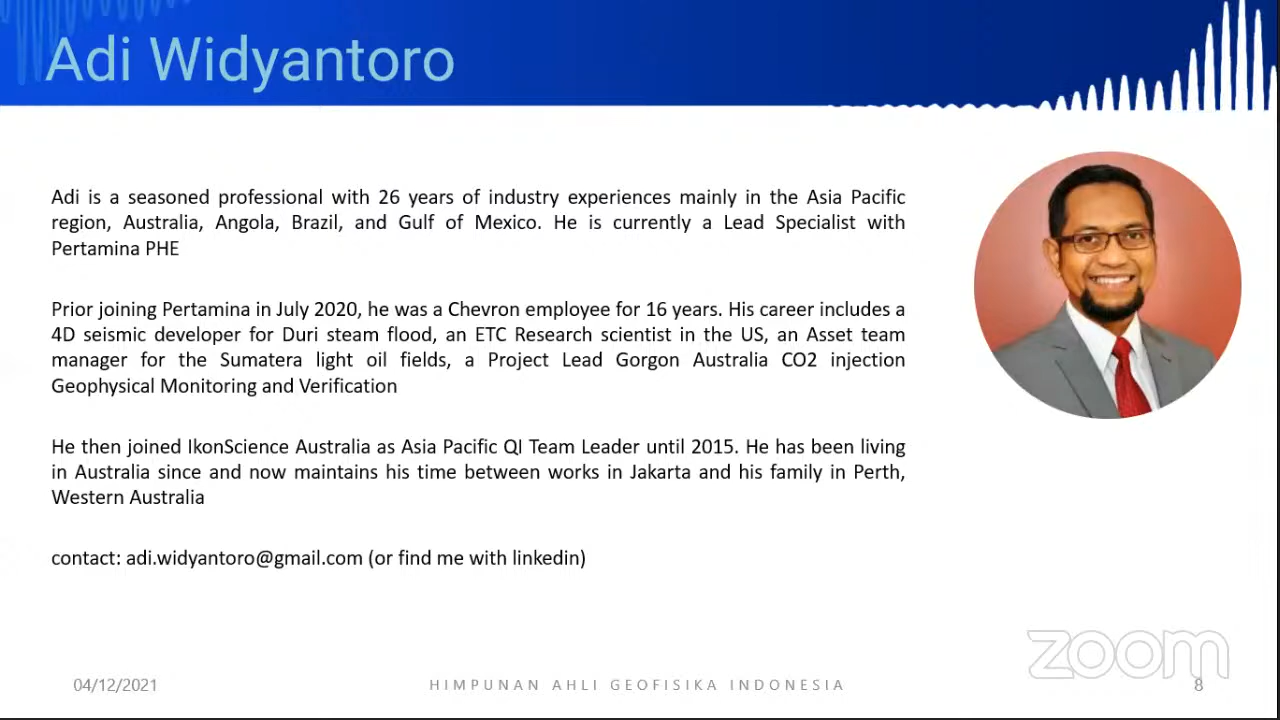 Adi Widyantoro
Adi is a seasoned professional with 26 years of industry experiences mainly in the Asia Pacific
region, Australia, Angola, Brazil, and Gulf of Mexico. He is currently a Lead Specialist with
Pertamina PHE
Prior joining Pertamina in July 2020, he was a Chevron employee for 16 years. His career includes a
4D seismic developer for Duri steam flood, an ETC Research scientist in the US, an Asset team
manager for the Sumatera light oil fields, a Project Lead Gorgon Australia CO2 injection
Geophysical Monitoring and Verification
He then joined IkonScience Australia as Asia Pacific QI Team Leader until 2015. He has been living
in Australia since and now maintains his time between works in Jakarta and his family in Perth,
Western Australia
contact: adi.widyantoro@gmail.com (or find me with linkedin)
zoom
04/12/2021
HIMPUNAN AHLI GEOFISIKA INDONESIA
8